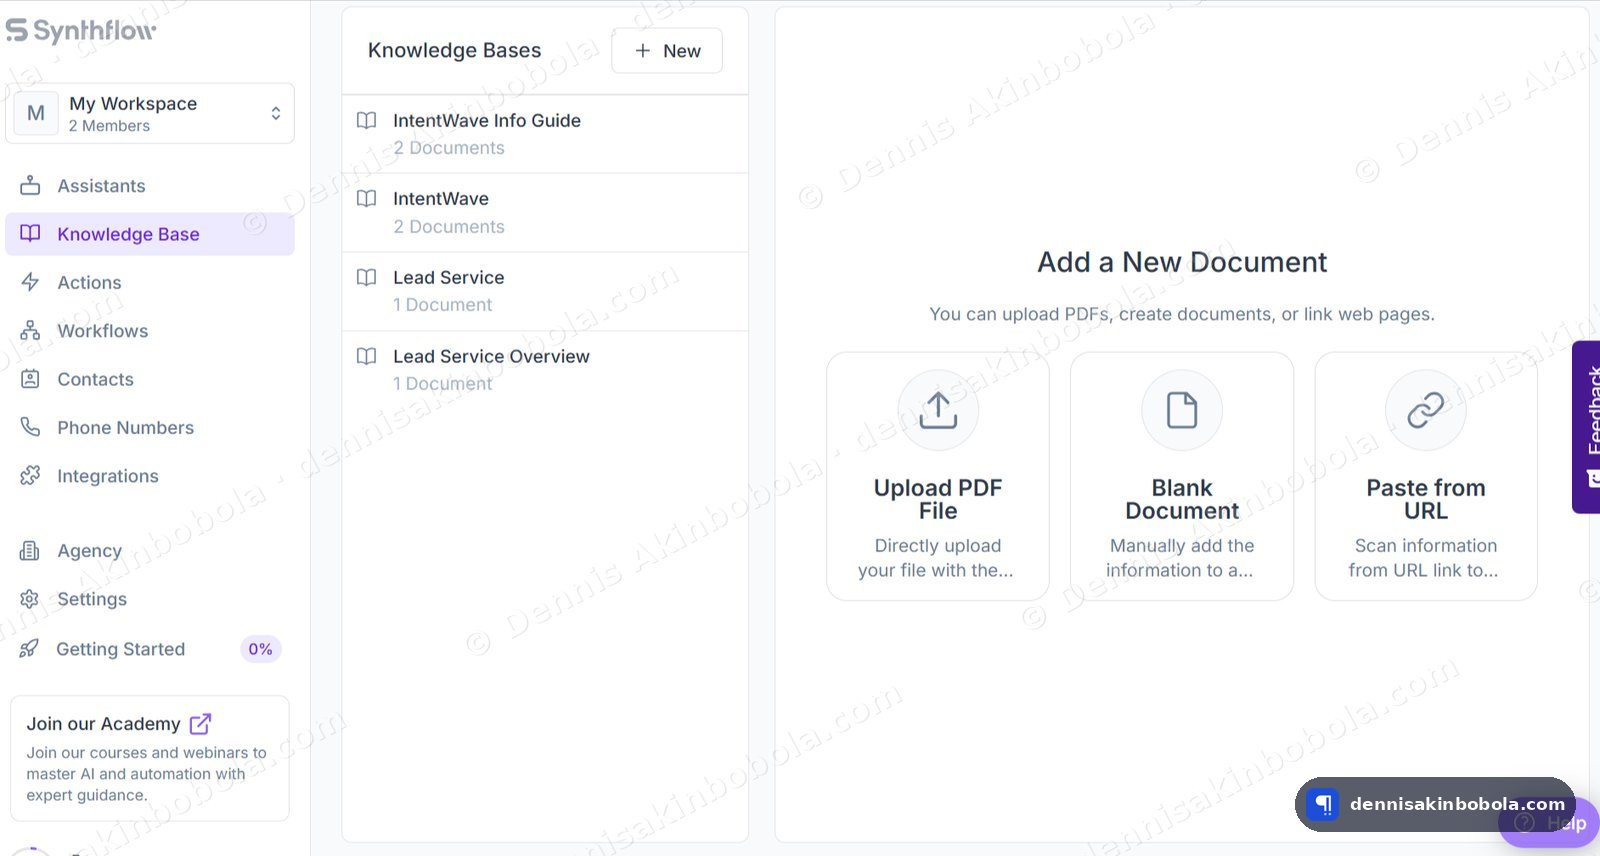 Synthflow
M
My Workspace
2 Members
Assistants
Knowledge Base
Actions
Workflows
Contacts
Phone Numbers
Integrations
Agency
Settings
Getting Started
0%
Join our Academy
Join our courses and webinars to
master AI and automation with
expert guidance.
Knowledge Bases
+ New
IntentWave Info Guide
2 Documents
IntentWave
2 Documents
Lead Service
1 Document
Lead Service Overview
1 Document
Add a New Document
You can upload PDFs, create documents, or link web pages.
Upload PDF
File
Directly upload
your file with the...
Blank
Document
Manually add the
information to a...
Paste from
URL
Scan information
from URL link to...
Feedback
dennisakinbobola.com
Help
© Dennis Akinbobola · dennisakinbobola.com